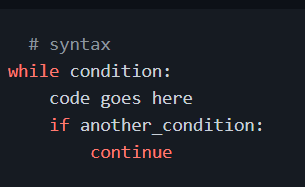 # syntax
while condition:
    code goes here
    if another_condition:
        continue